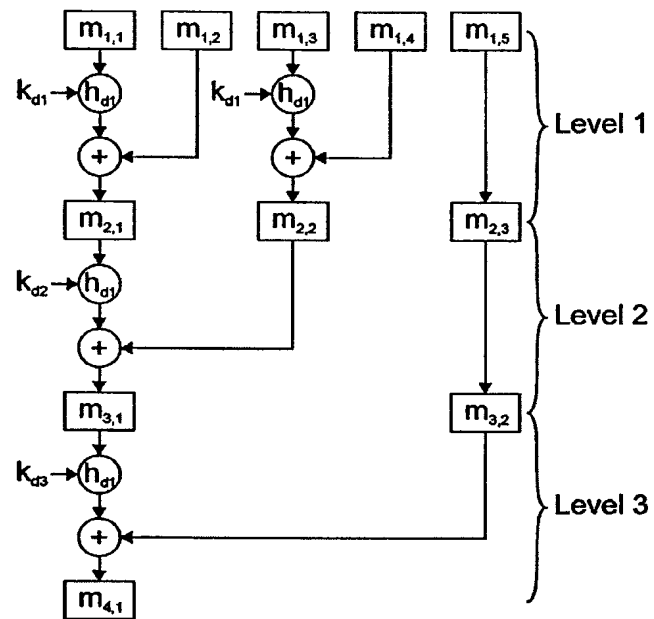 m1,1 m1,2 m1,3 m1,4 m1,5
kd1 hd1 kd1 hd1
+ +
Level 1
m2,1 m2,2 m2,3
kd2 hd1
Level 2
+
m3,1 m3,2
kd3 hd1
Level 3
+
m4,1